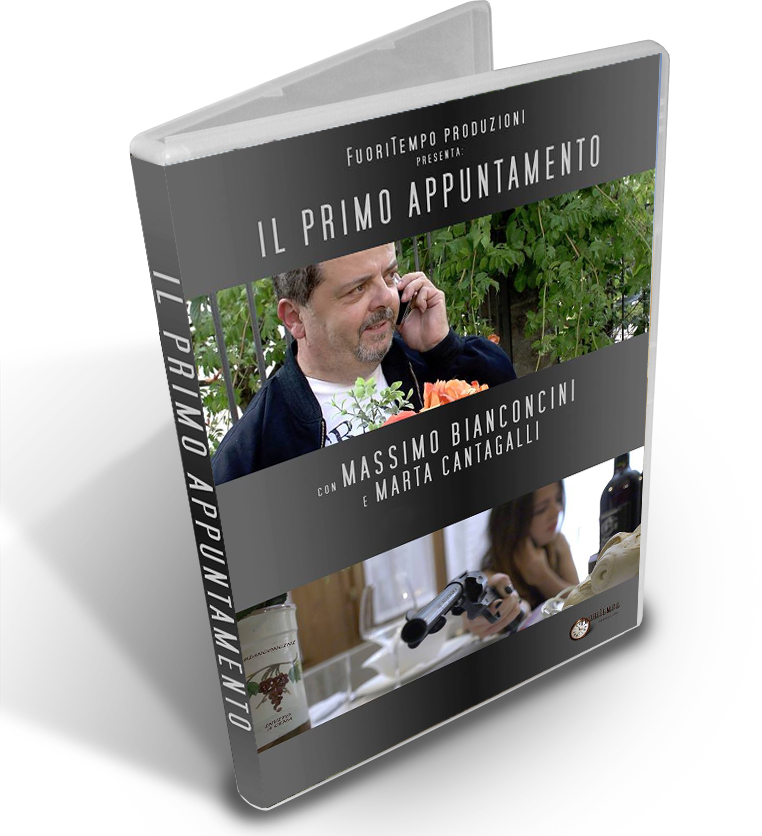 FUORITEMPO PRODUZIONI
PRESENTA:
IL PRIMO APPUNTAMENTO
CON MASSIMO BIANCONCINI
E MARTA CANTAGALLI
IL PRIMO APPUNTAMENTO